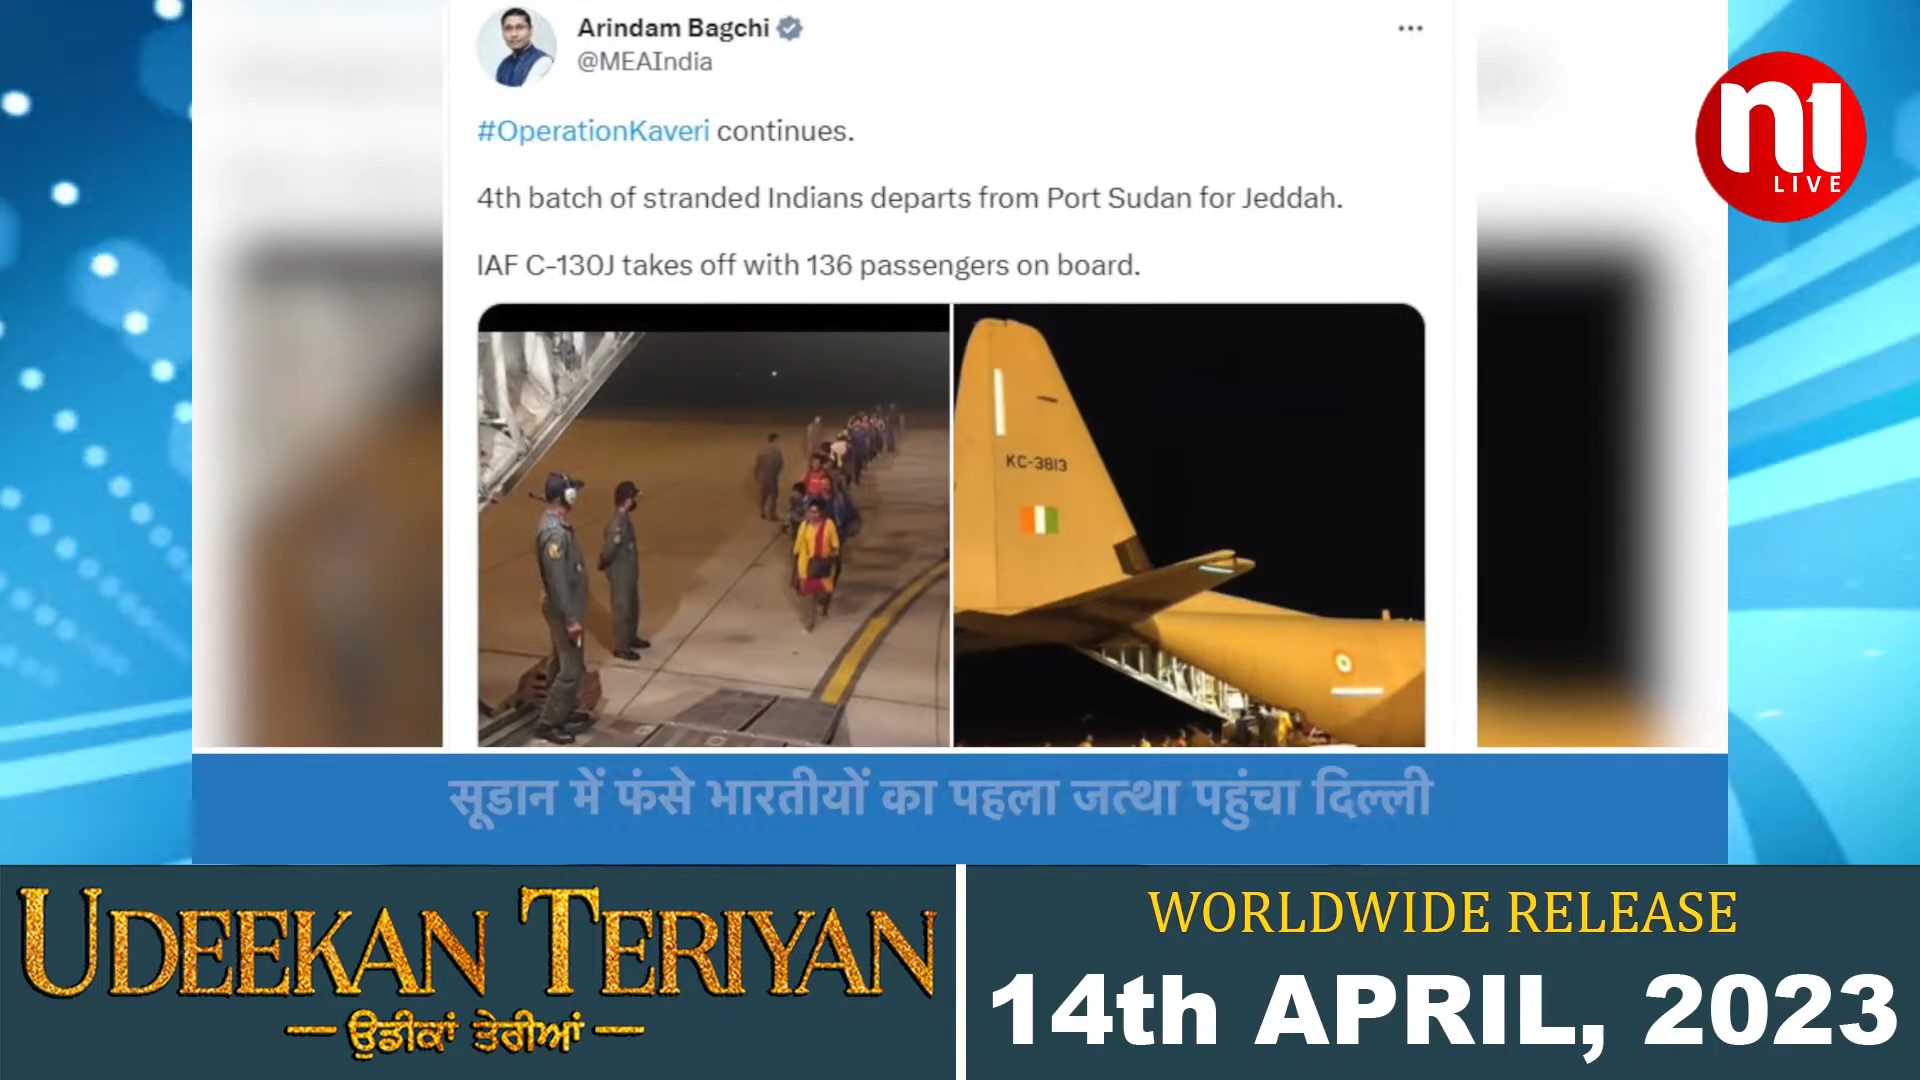 Arindam Bagchi
@MEAIndia
#OperationKaveri continues.
4th batch of stranded Indians departs from Port Sudan for Jeddah.
IAF C-130J takes off with 136 passengers on board.
n1
LIVE
KC-3813
सूडान में फंसे भारतीयों का पहला जत्था पहुंचा दिल्ली
UDEEKAN TERIYAN
ਉਡੀਕਾਂ ਤੇਰੀਆਂ
WORLDWIDE RELEASE
14th APRIL, 2023